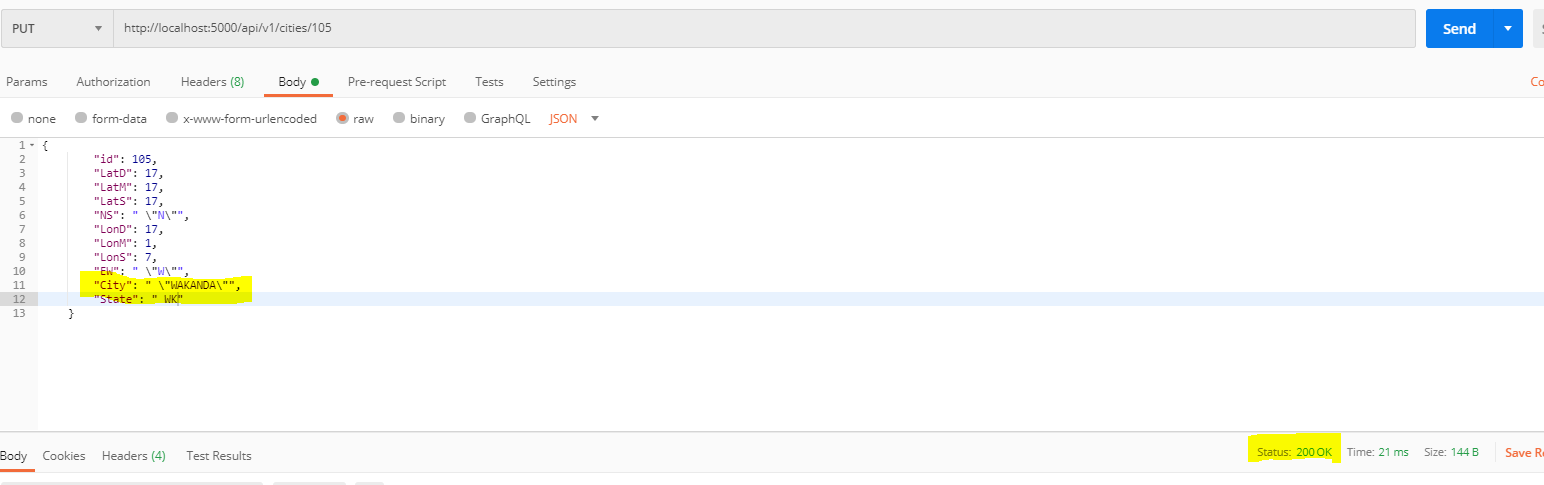 PUT http://localhost:5000/api/v1/cities/105 Send
Params Authorization Headers (8) Body Pre-request Script Tests Settings Co
none form-data x-www-form-urlencoded raw binary GraphQL JSON
1 {
2 "id": 105,
3 "LatD": 17,
4 "LatM": 17,
5 "LatS": 17,
6 "NS": " \"N\"",
7 "LonD": 17,
8 "LonM": 1,
9 "LonS": 7,
10 "EW": " \"W\"",
11 "City": " \"WAKANDA\"",
12 "State": " WK"
13 }
Body Cookies Headers (4) Test Results Status: 200 OK Time: 21 ms Size: 144 B Save Re